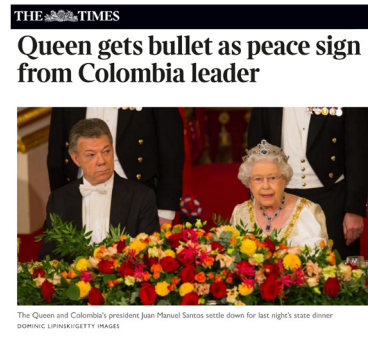 THE TIMES
Queen gets bullet as peace sign
from Colombia leader
The Queen and Colombia's president Juan Manuel Santos settle down for last night's state dinner
DOMINIC LIPINSKI/GETTY IMAGES